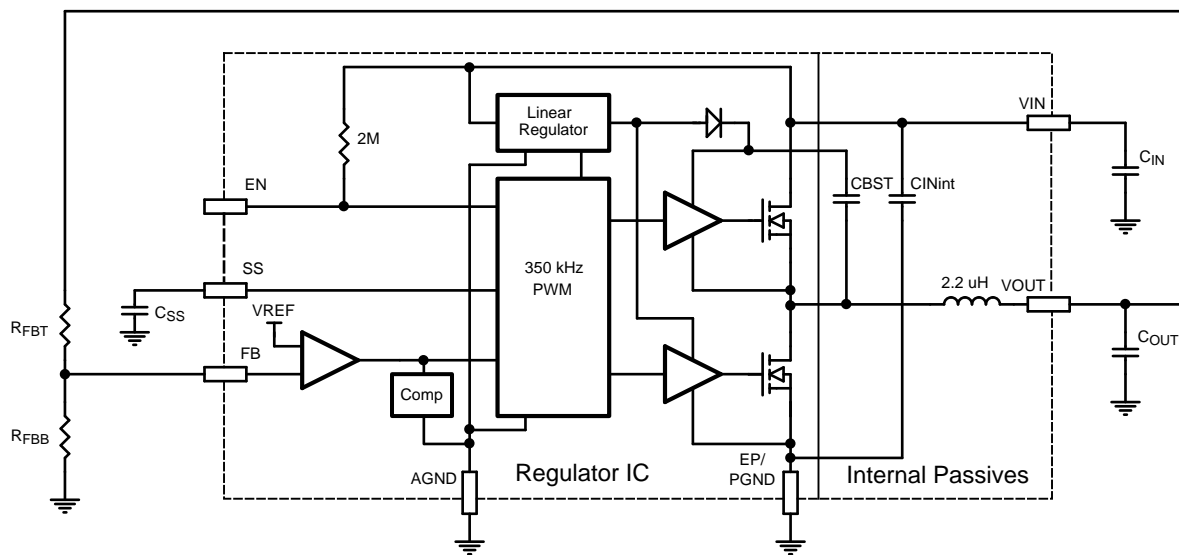 Linear
Regulator
VIN
2M
CIN
CBST
CINint
EN
SS
350 kHz
PWM
2.2 uH
VOUT
CSS
VREF
RFBT
FB
COUT
Comp
RFBB
AGND
Regulator IC
EP/
PGND
Internal Passives